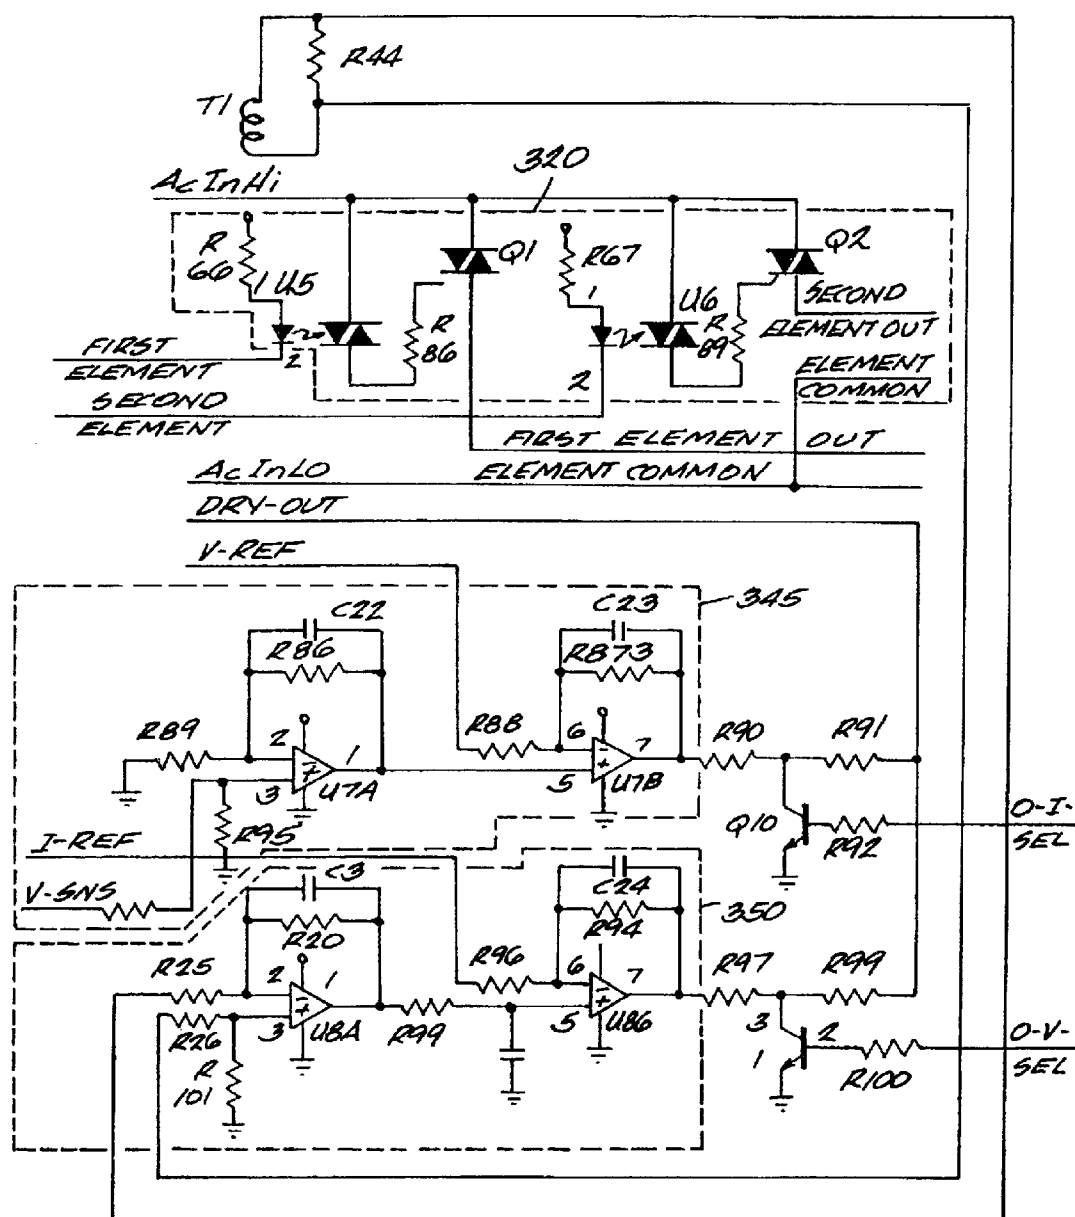 R44
T1
320
AcInHi
Q1
Q2
R
66
1 U5
R67
1
U6
SECOND
R
86
R
89
ELEMENT OUT
FIRST
2
ELEMENT
ELEMENT
2
COMMON
SECOND
ELEMENT
FIRST ELEMENT OUT
AcInLO
ELEMENT COMMON
DRY-OUT
V-REF
345
C22
C23
R86
R873
R89
2
1
R88
6
7
R90
R91
3
U7A
5
U7B
R95
Q10
R92
O-I-
SEL
I-REF
V-SNS
C3
C24
350
R20
R94
R25
2
1
R96
6
7
R97
R99
R26
3
U8A
R99
5
U86
3
2
1
O-V-
SEL
R
101
R100